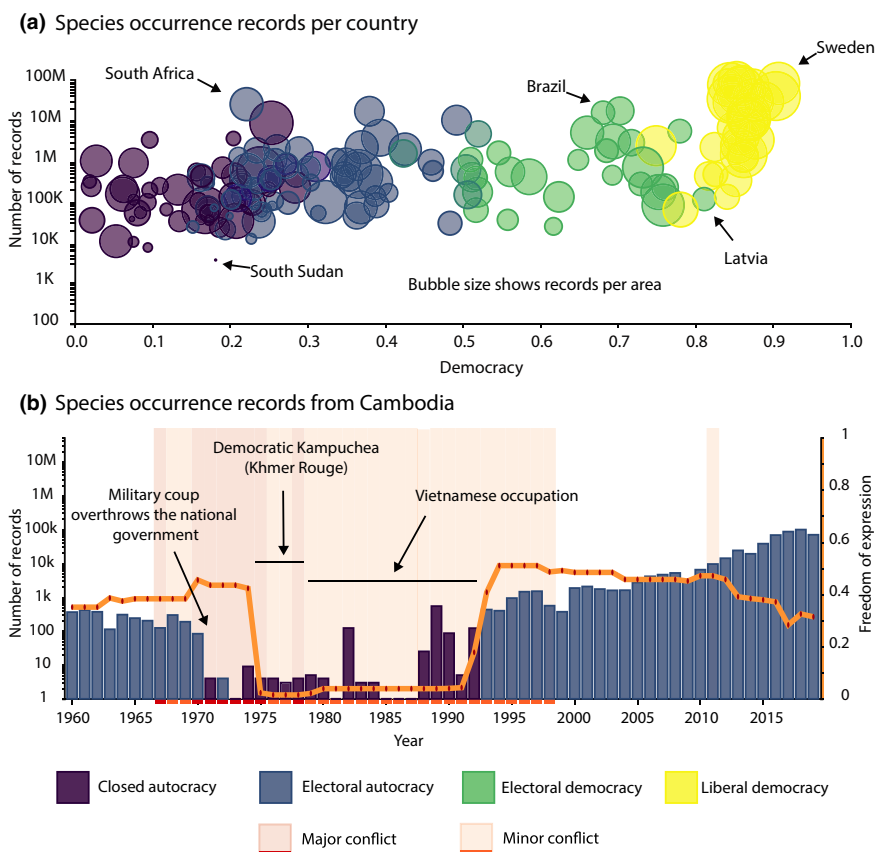 (a) Species occurrence records per country
Number of records
100M
10M
1M
100K
10K
1K
100
South Africa
Brazil
Sweden
South Sudan
Latvia
Bubble size shows records per area
0.0 0.1 0.2 0.3 0.4 0.5 0.6 0.7 0.8 0.9 1.0
Democracy
(b) Species occurrence records from Cambodia
Number of records
10M
1M
100k
10k
1k
100
10
1
Democratic Kampuchea
(Khmer Rouge)
Military coup
overthrows the national
government
Vietnamese occupation
1
0.8
0.6
0.4
0.2
0
Freedom of expression
1960 1965 1970 1975 1980 1985 1990 1995 2000 2005 2010 2015
Year
Closed autocracy Electoral autocracy Electoral democracy Liberal democracy
Major conflict Minor conflict